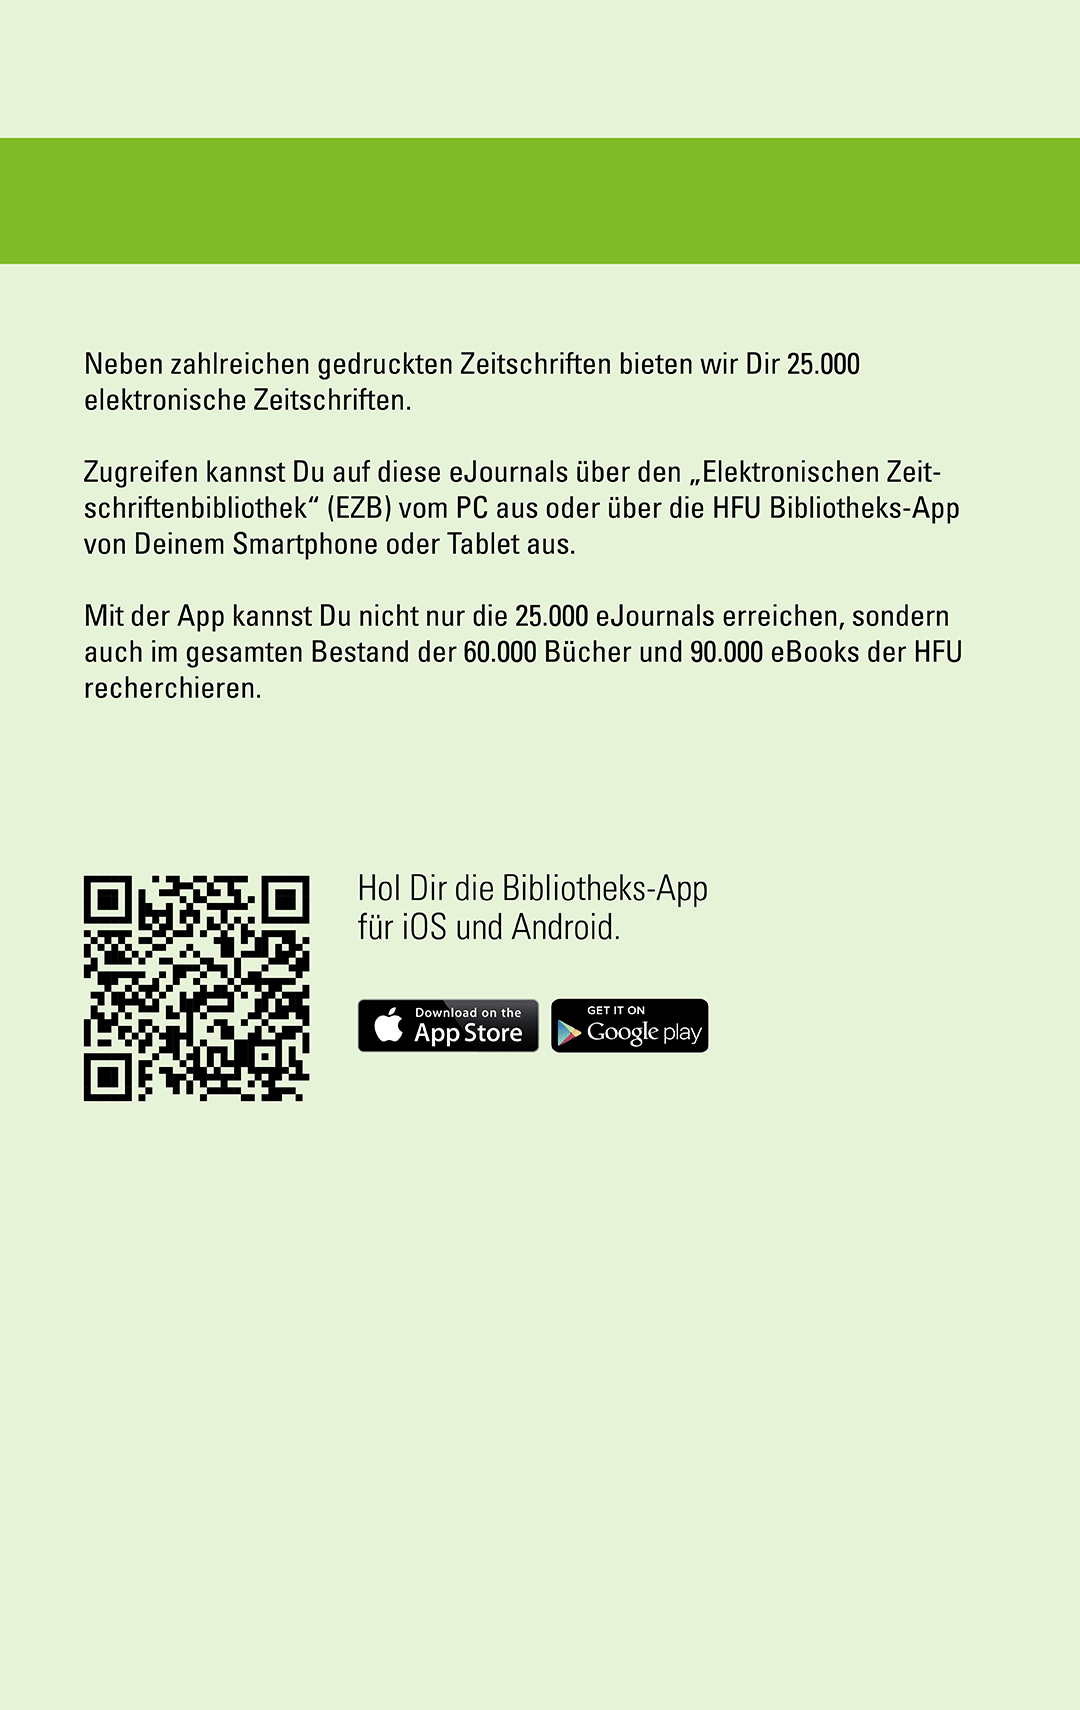 Neben zahlreichen gedruckten Zeitschriften bieten wir Dir 25.000
elektronische Zeitschriften.
Zugreifen kannst Du auf diese eJournals über den „Elektronischen Zeit-
schriftenbibliothek“ (EZB) vom PC aus oder über die HFU Bibliotheks-App
von Deinem Smartphone oder Tablet aus.
Mit der App kannst Du nicht nur die 25.000 eJournals erreichen, sondern
auch im gesamten Bestand der 60.000 Bücher und 90.000 eBooks der HFU
recherchieren.
Hol Dir die Bibliotheks-App
für iOS und Android.
Download on the
App Store
GET IT ON
Google play